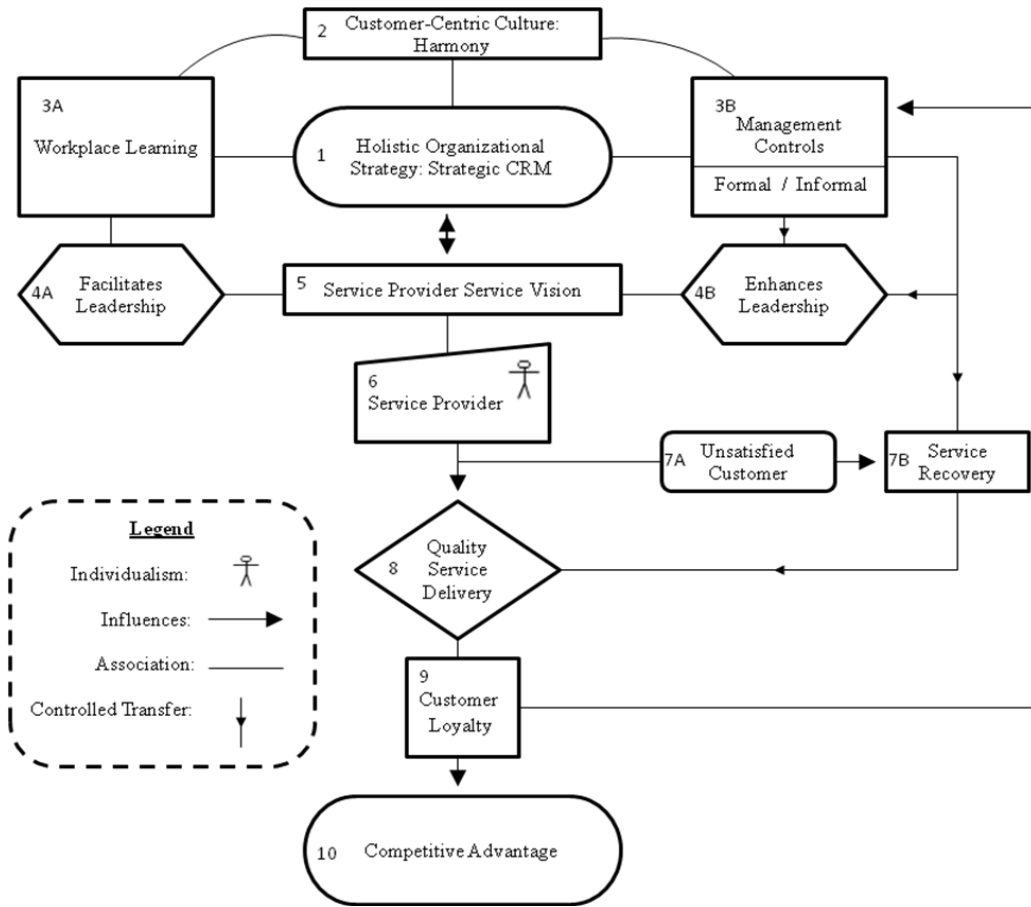 2
Customer-Centric Culture:
Harmony
3A
Workplace Learning
1
Holistic Organizational
Strategy: Strategic CRM
3B
Management
Controls
Formal / Informal
4A
Facilitates
Leadership
5
Service Provider Service Vision
4B
Enhances
Leadership
6
Service Provider
7A
Unsatisfied
Customer
7B
Service
Recovery
Legend
Individualism:
Influences:
Association:
Controlled Transfer:
8
Quality
Service
Delivery
9
Customer
Loyalty
10
Competitive Advantage